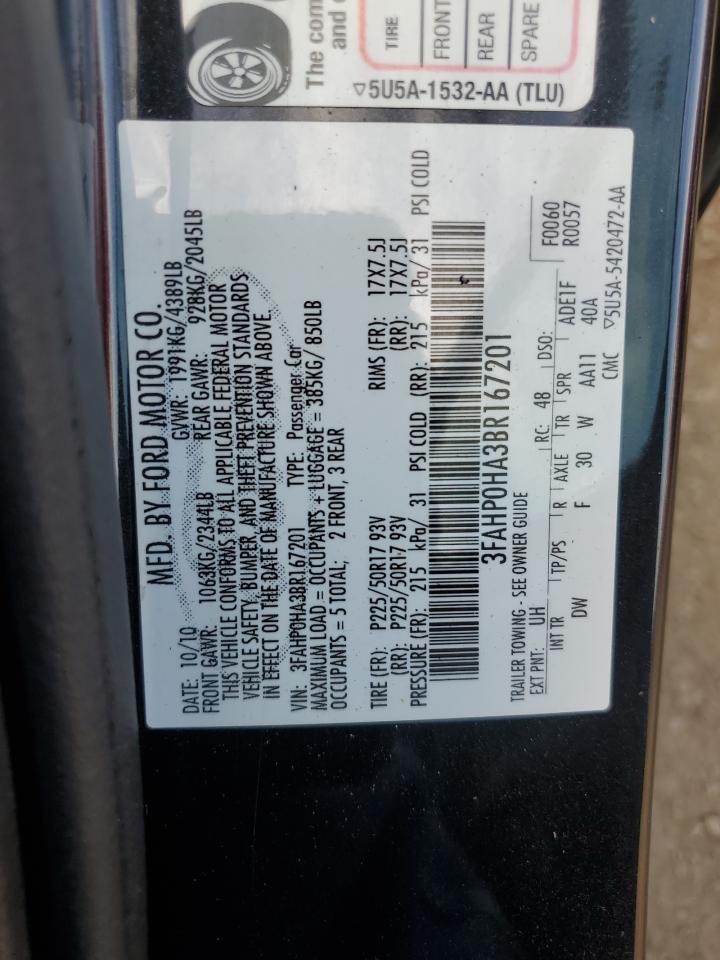 The com
and c
TIRE
FRONT
REAR
SPARE
▽5U5A-1532-AA (TLU)
MFD. BY FORD MOTOR CO.
DATE: 10/10 GVWR: 1991KG/4389LB
FRONT GAWR: 1063KG/2344LB REAR GAWR: 928KG/2045LB
THIS VEHICLE CONFORMS TO ALL APPLICABLE FEDERAL MOTOR
VEHICLE SAFETY, BUMPER, AND THEFT PREVENTION STANDARDS
IN EFFECT ON THE DATE OF MANUFACTURE SHOWN ABOVE.
VIN: 3FAHP0HA3BR167201 TYPE: Passenger Car
MAXIMUM LOAD = OCCUPANTS + LUGGAGE = 385KG/ 850LB
OCCUPANTS = 5 TOTAL; 2 FRONT, 3 REAR
TIRE (FR): P225/50R17 93V RIMS (FR): 17X7.5J
(RR): P225/50R17 93V (RR): 17X7.5J
PRESSURE (FR): 215 kPa/ 31 PSI COLD (RR): 215 kPa/ 31 PSI COLD
3FAHP0HA3BR167201
TRAILER TOWING - SEE OWNER GUIDE F0060
EXT PNT: UH RC: 48 DSO: R0057
INT TR TP/PS R AXLE TR SPR ADE1F
DW F 30 W AA11 40A
CMC ▽5U5A-5420472-AA